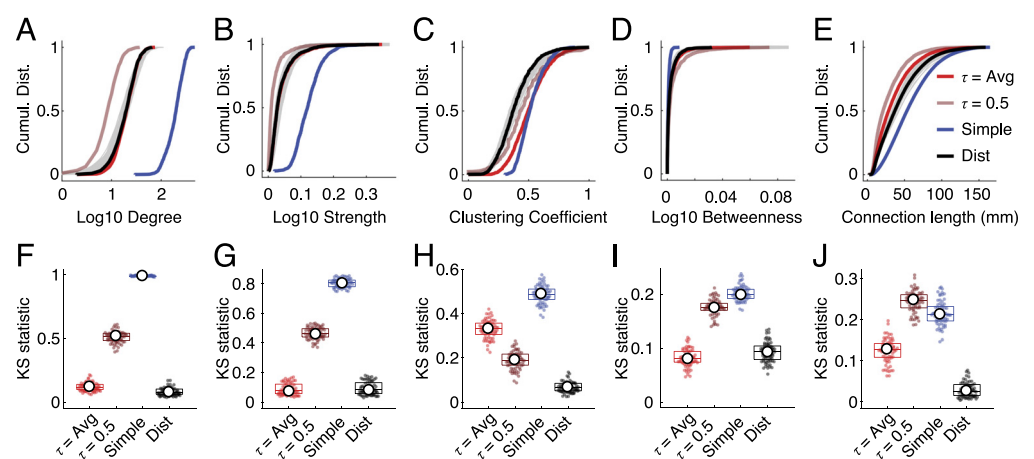 A
B
C
D
E
Cumul. Dist.
1
0.5
0
0
1
2
Log10 Degree
Cumul. Dist.
1
0.5
0
0
0.1
0.3
Log10 Strength
Cumul. Dist.
1
0.5
0
0
0.5
1
Clustering Coefficient
Cumul. Dist.
1
0.5
0
0
0.04
0.08
Log10 Betweenness
Cumul. Dist.
1
0.5
0
0
50
100
150
Connection length (mm)
τ = Avg
τ = 0.5
Simple
Dist
F
G
H
I
J
KS statistic
1
0.5
0
τ = Avg
τ = 0.5
Simple
Dist
KS statistic
0.8
0.6
0.4
0.2
0
τ = Avg
τ = 0.5
Simple
Dist
KS statistic
0.6
0.4
0.2
0
τ = Avg
τ = 0.5
Simple
Dist
KS statistic
0.2
0.1
0
τ = Avg
τ = 0.5
Simple
Dist
KS statistic
0.3
0.2
0.1
0
τ = Avg
τ = 0.5
Simple
Dist